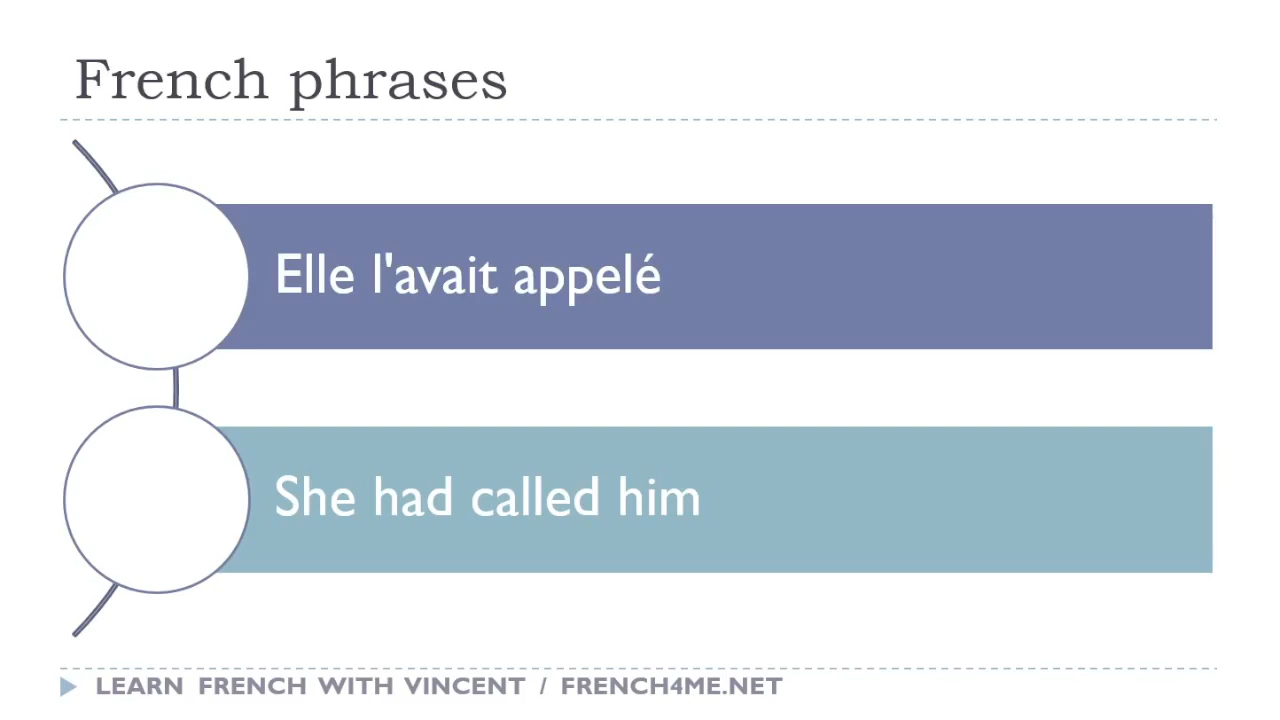 French phrases
Elle l'avait appelé
She had called him
LEARN FRENCH WITH VINCENT / FRENCH4ME.NET